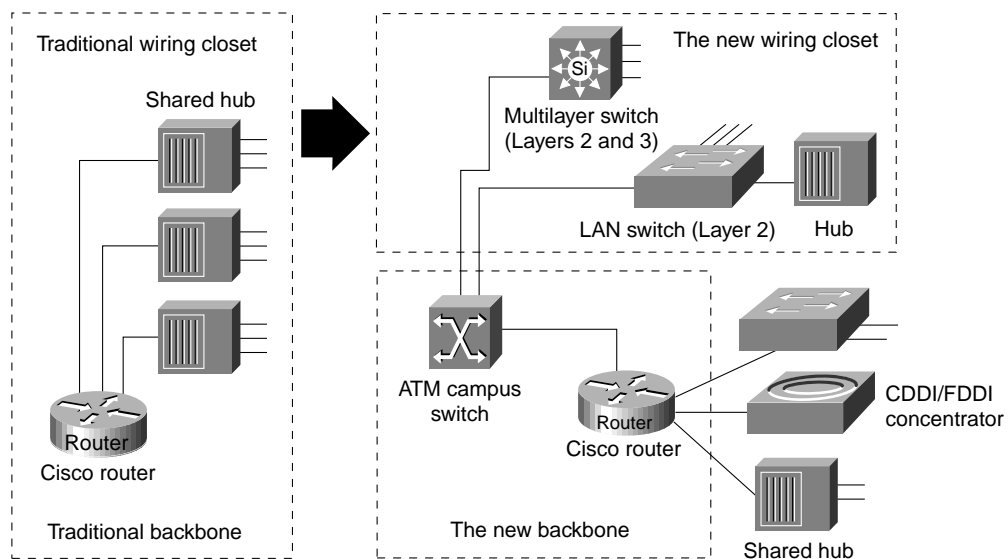 Traditional wiring closet
Shared hub
Router
Cisco router
Traditional backbone
The new wiring closet
Si
Multilayer switch
(Layers 2 and 3)
LAN switch (Layer 2)
Hub
ATM campus
switch
Router
Cisco router
The new backbone
CDDI/FDDI
concentrator
Shared hub